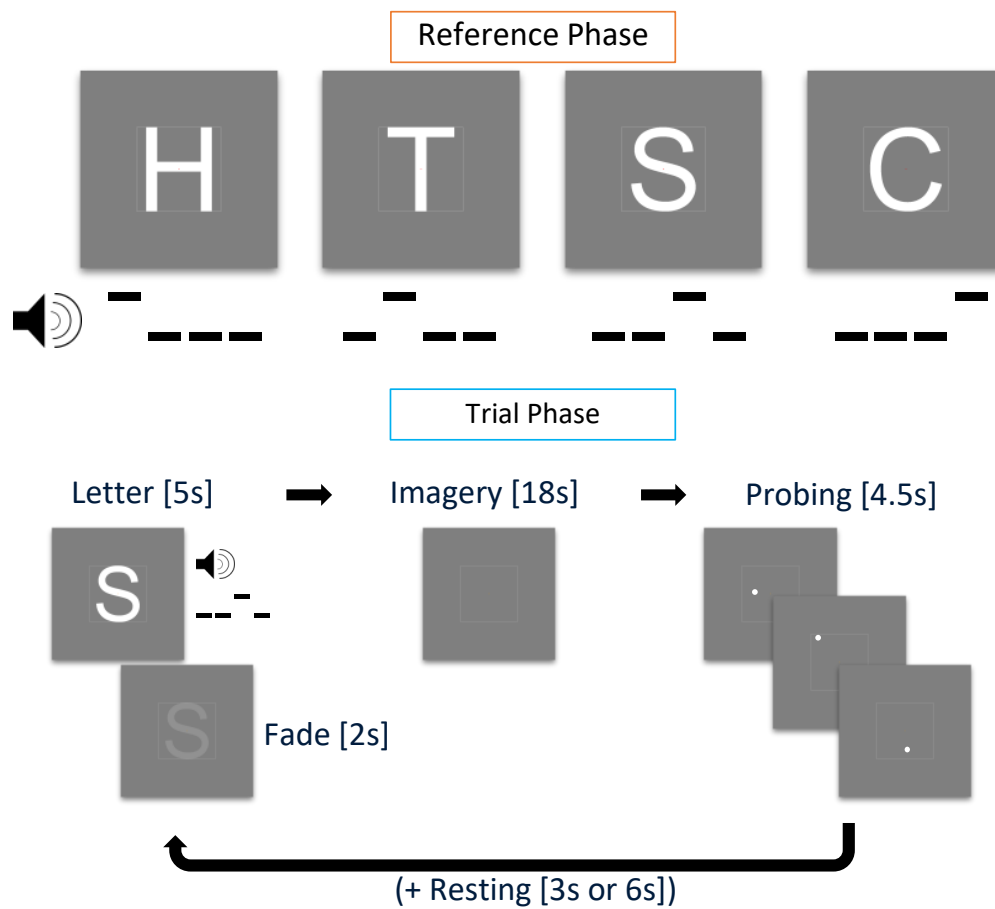 Reference Phase
H T S C
Trial Phase
Letter [5s] Imagery [18s] Probing [4.5s]
S
S
Fade [2s]
(+ Resting [3s or 6s])